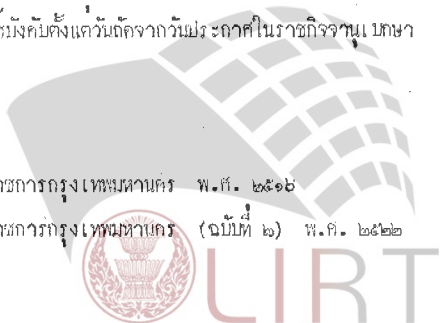 ้บังคับตั้งแต่วันถัดจากวันประกาศในราชกิจจานุเบกษา
าชการกรุงเทพมหานคร พ.ศ. ๒๕๑๖
าชการกรุงเทพมหานคร (ฉบับที่ ๒) พ.ศ. ๒๕๒๒
LIRT